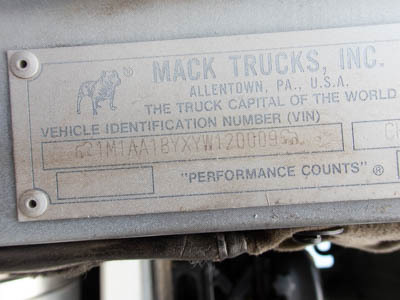 MACK TRUCKS, INC.
ALLENTOWN, PA., U.S.A.
THE TRUCK CAPITAL OF THE WORLD
VEHICLE IDENTIFICATION NUMBER (VIN)
"PERFORMANCE COUNTS" ®